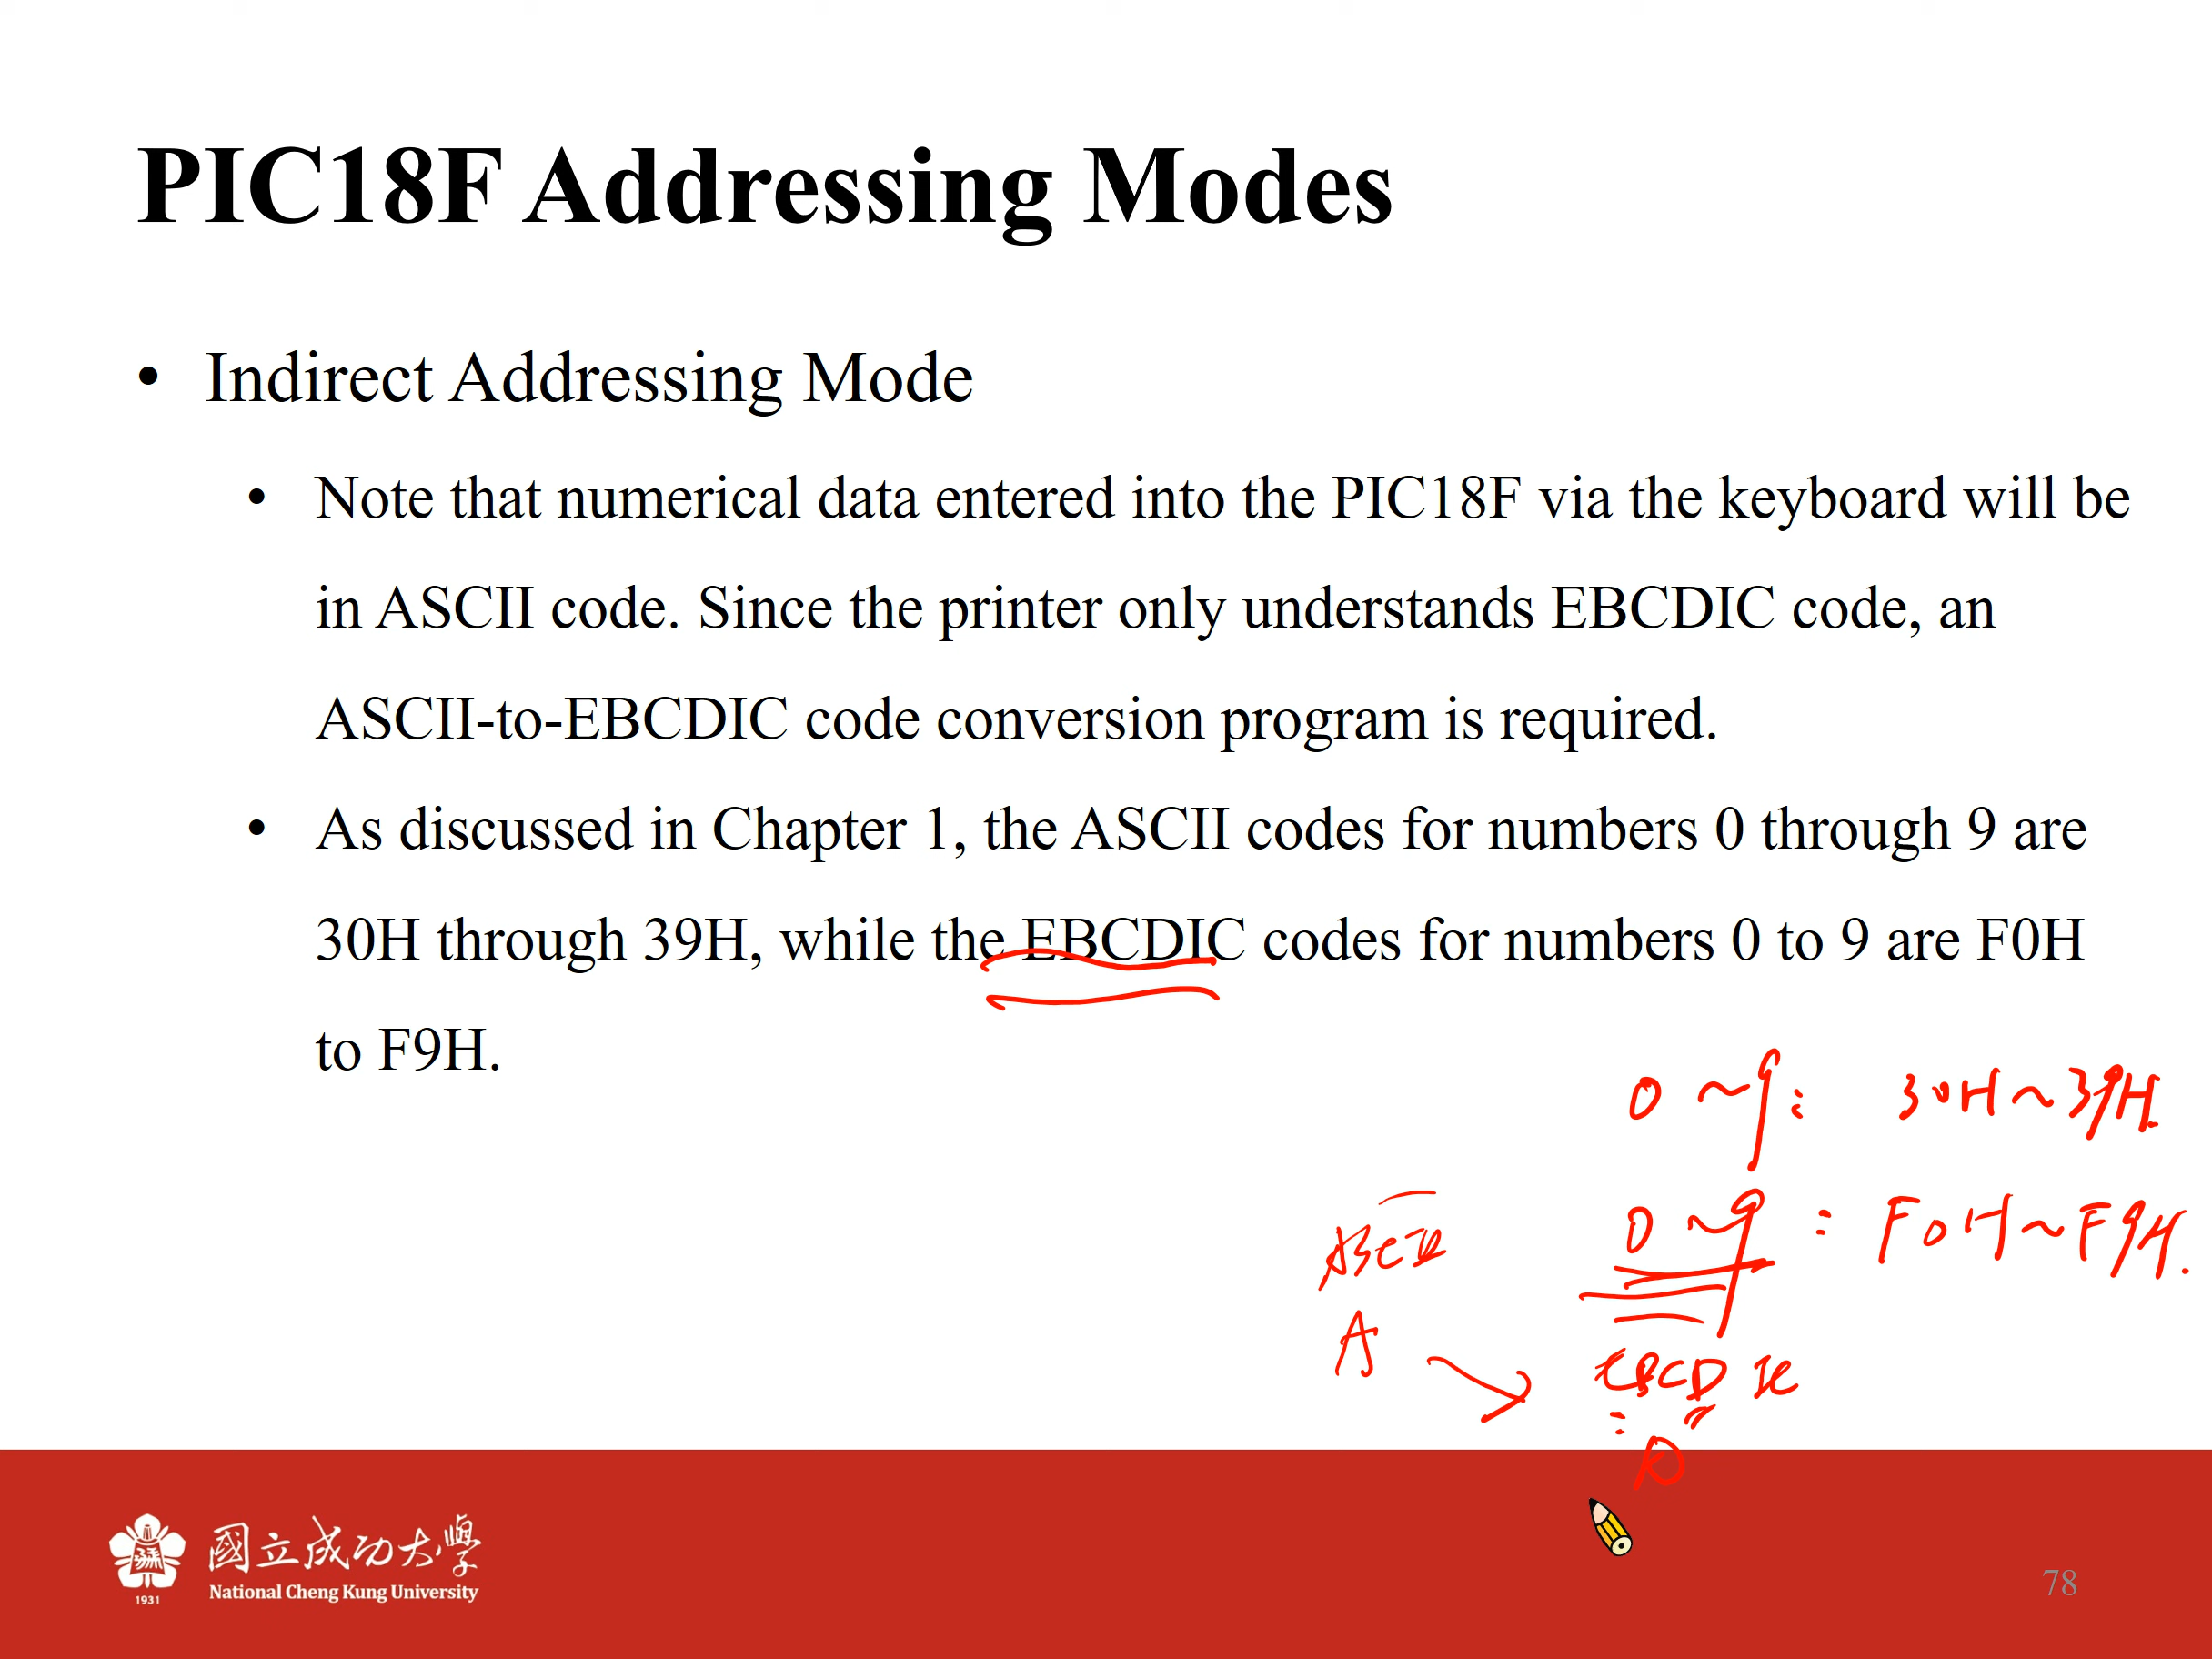 PIC18F Addressing Modes
• Indirect Addressing Mode
• Note that numerical data entered into the PIC18F via the keyboard will be
in ASCII code. Since the printer only understands EBCDIC code, an
ASCII-to-EBCDIC code conversion program is required.
• As discussed in Chapter 1, the ASCII codes for numbers 0 through 9 are
30H through 39H, while the EBCDIC codes for numbers 0 to 9 are F0H
to F9H.
0 ~ 9: 30H ~ 39H.
0 ~ 9 : F0H ~ F9H.
A
EBCDIC
國立成功大學
National Cheng Kung University
1931
78